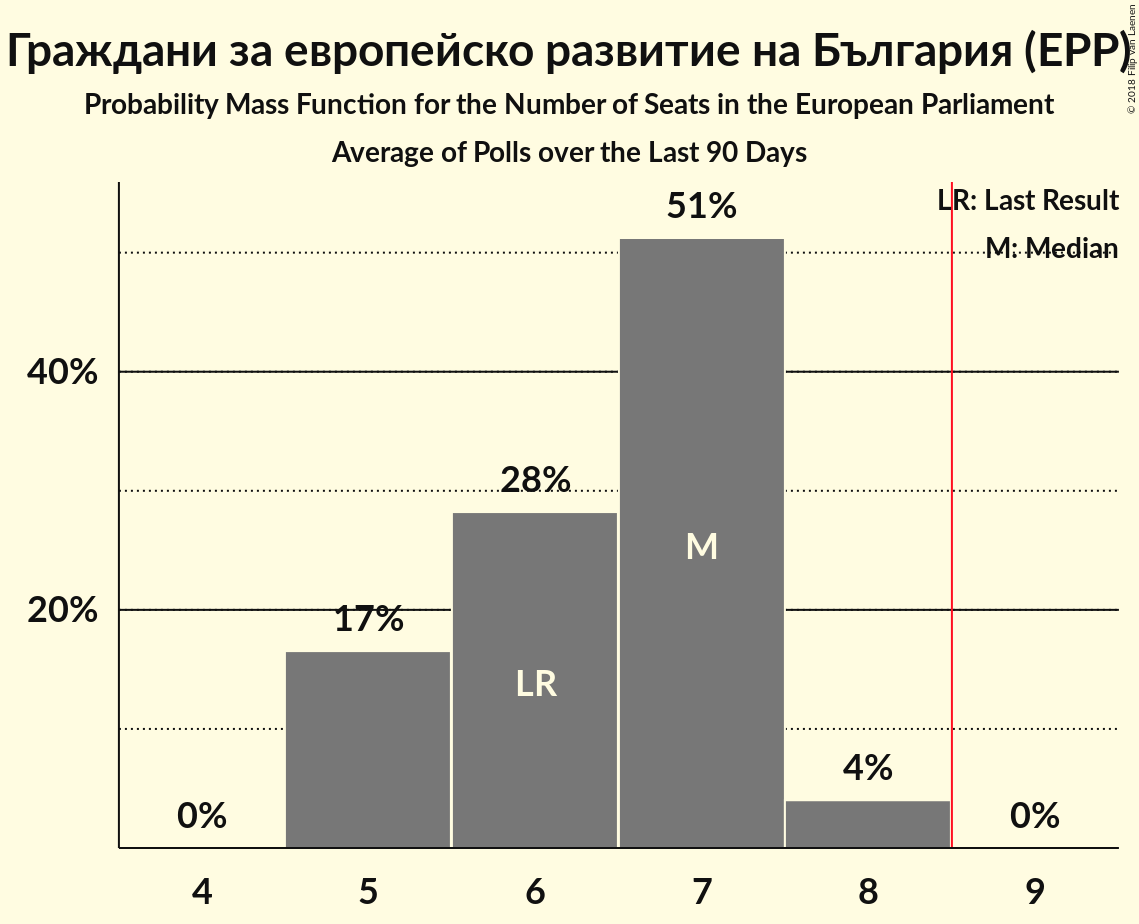 Граждани за европейско развитие на България (EPP)
Probability Mass Function for the Number of Seats in the European Parliament
Average of Polls over the Last 90 Days
© 2018 Filip van Laenen
LR: Last Result
M: Median
51%
40%
28%
M
20%
17%
LR
4%
0%
0%
4 5 6 7 8 9